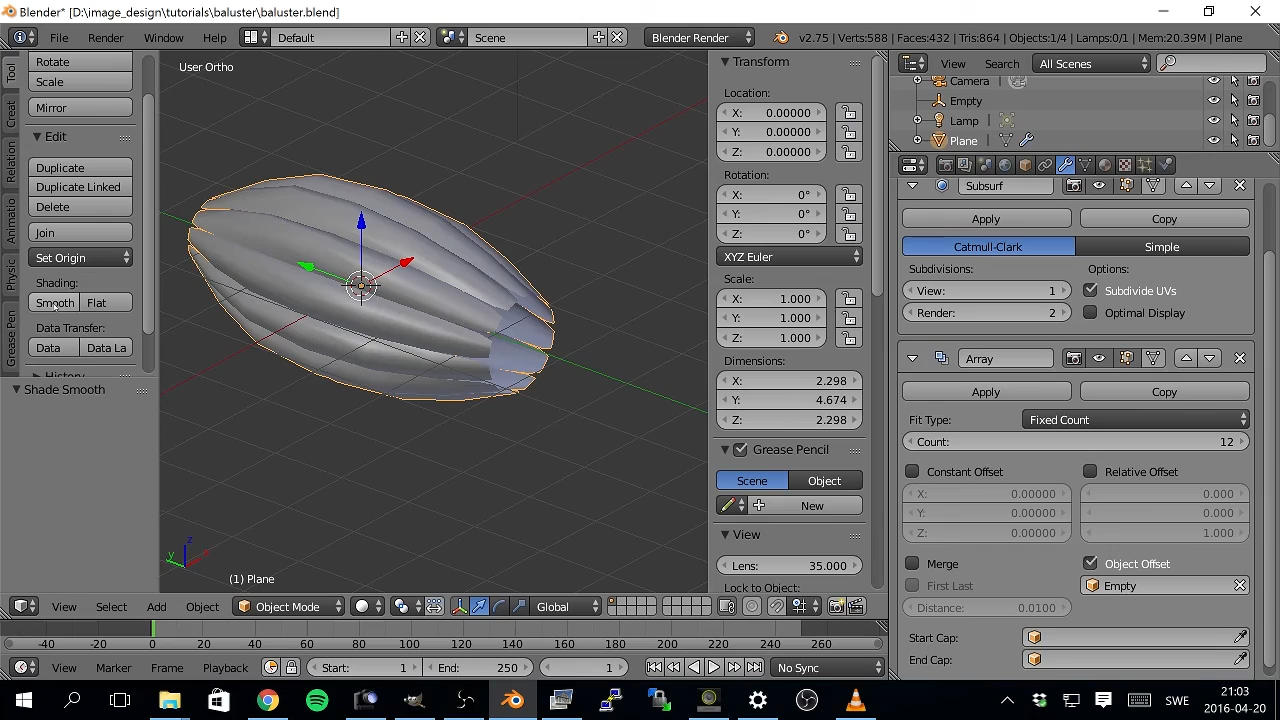 Blender* [D:\image_design\tutorials\baluster\baluster.blend]
File Render Window Help Default Scene Blender Render v2.75 | Verts:588 | Faces:432 | Tris:864 | Objects:1/4 | Lamps:0/1 | Mem:20.39M | Plane
Tool
Creat
Relation
Animatio
Physic
Grease Pen
Rotate
Scale
Mirror
Edit
Duplicate
Duplicate Linked
Delete
Join
Set Origin
Shading:
Smooth Flat
Data Transfer:
Data Data La
Shade Smooth
User Ortho
(1) Plane
z
y
Transform
Location:
X: 0.00000
Y: 0.00000
Z: 0.00000
Rotation:
X: 0°
Y: 0°
Z: 0°
XYZ Euler
Scale:
X: 1.000
Y: 1.000
Z: 1.000
Dimensions:
X: 2.298
Y: 4.674
Z: 2.298
Grease Pencil
Scene Object
New
View
Lens: 35.000
Lock to Object:
View Search All Scenes
Camera
Empty
Lamp
Plane
Subsurf
Apply Copy
Catmull-Clark Simple
Subdivisions: Options:
View: 1 Subdivide UVs
Render: 2 Optimal Display
Array
Apply Copy
Fit Type: Fixed Count
Count: 12
Constant Offset Relative Offset
X: 0.00000 0.000
Y: 0.00000 0.000
Z: 0.00000 1.000
Merge Object Offset
First Last Empty
Distance: 0.0100
Start Cap:
End Cap:
View Select Add Object Object Mode Global
-40 -20 0 20 40 60 80 100 120 140 160 180 200 220 240 260
View Marker Frame Playback Start: 1 End: 250 1 No Sync
SWE
21:03
2016-04-20